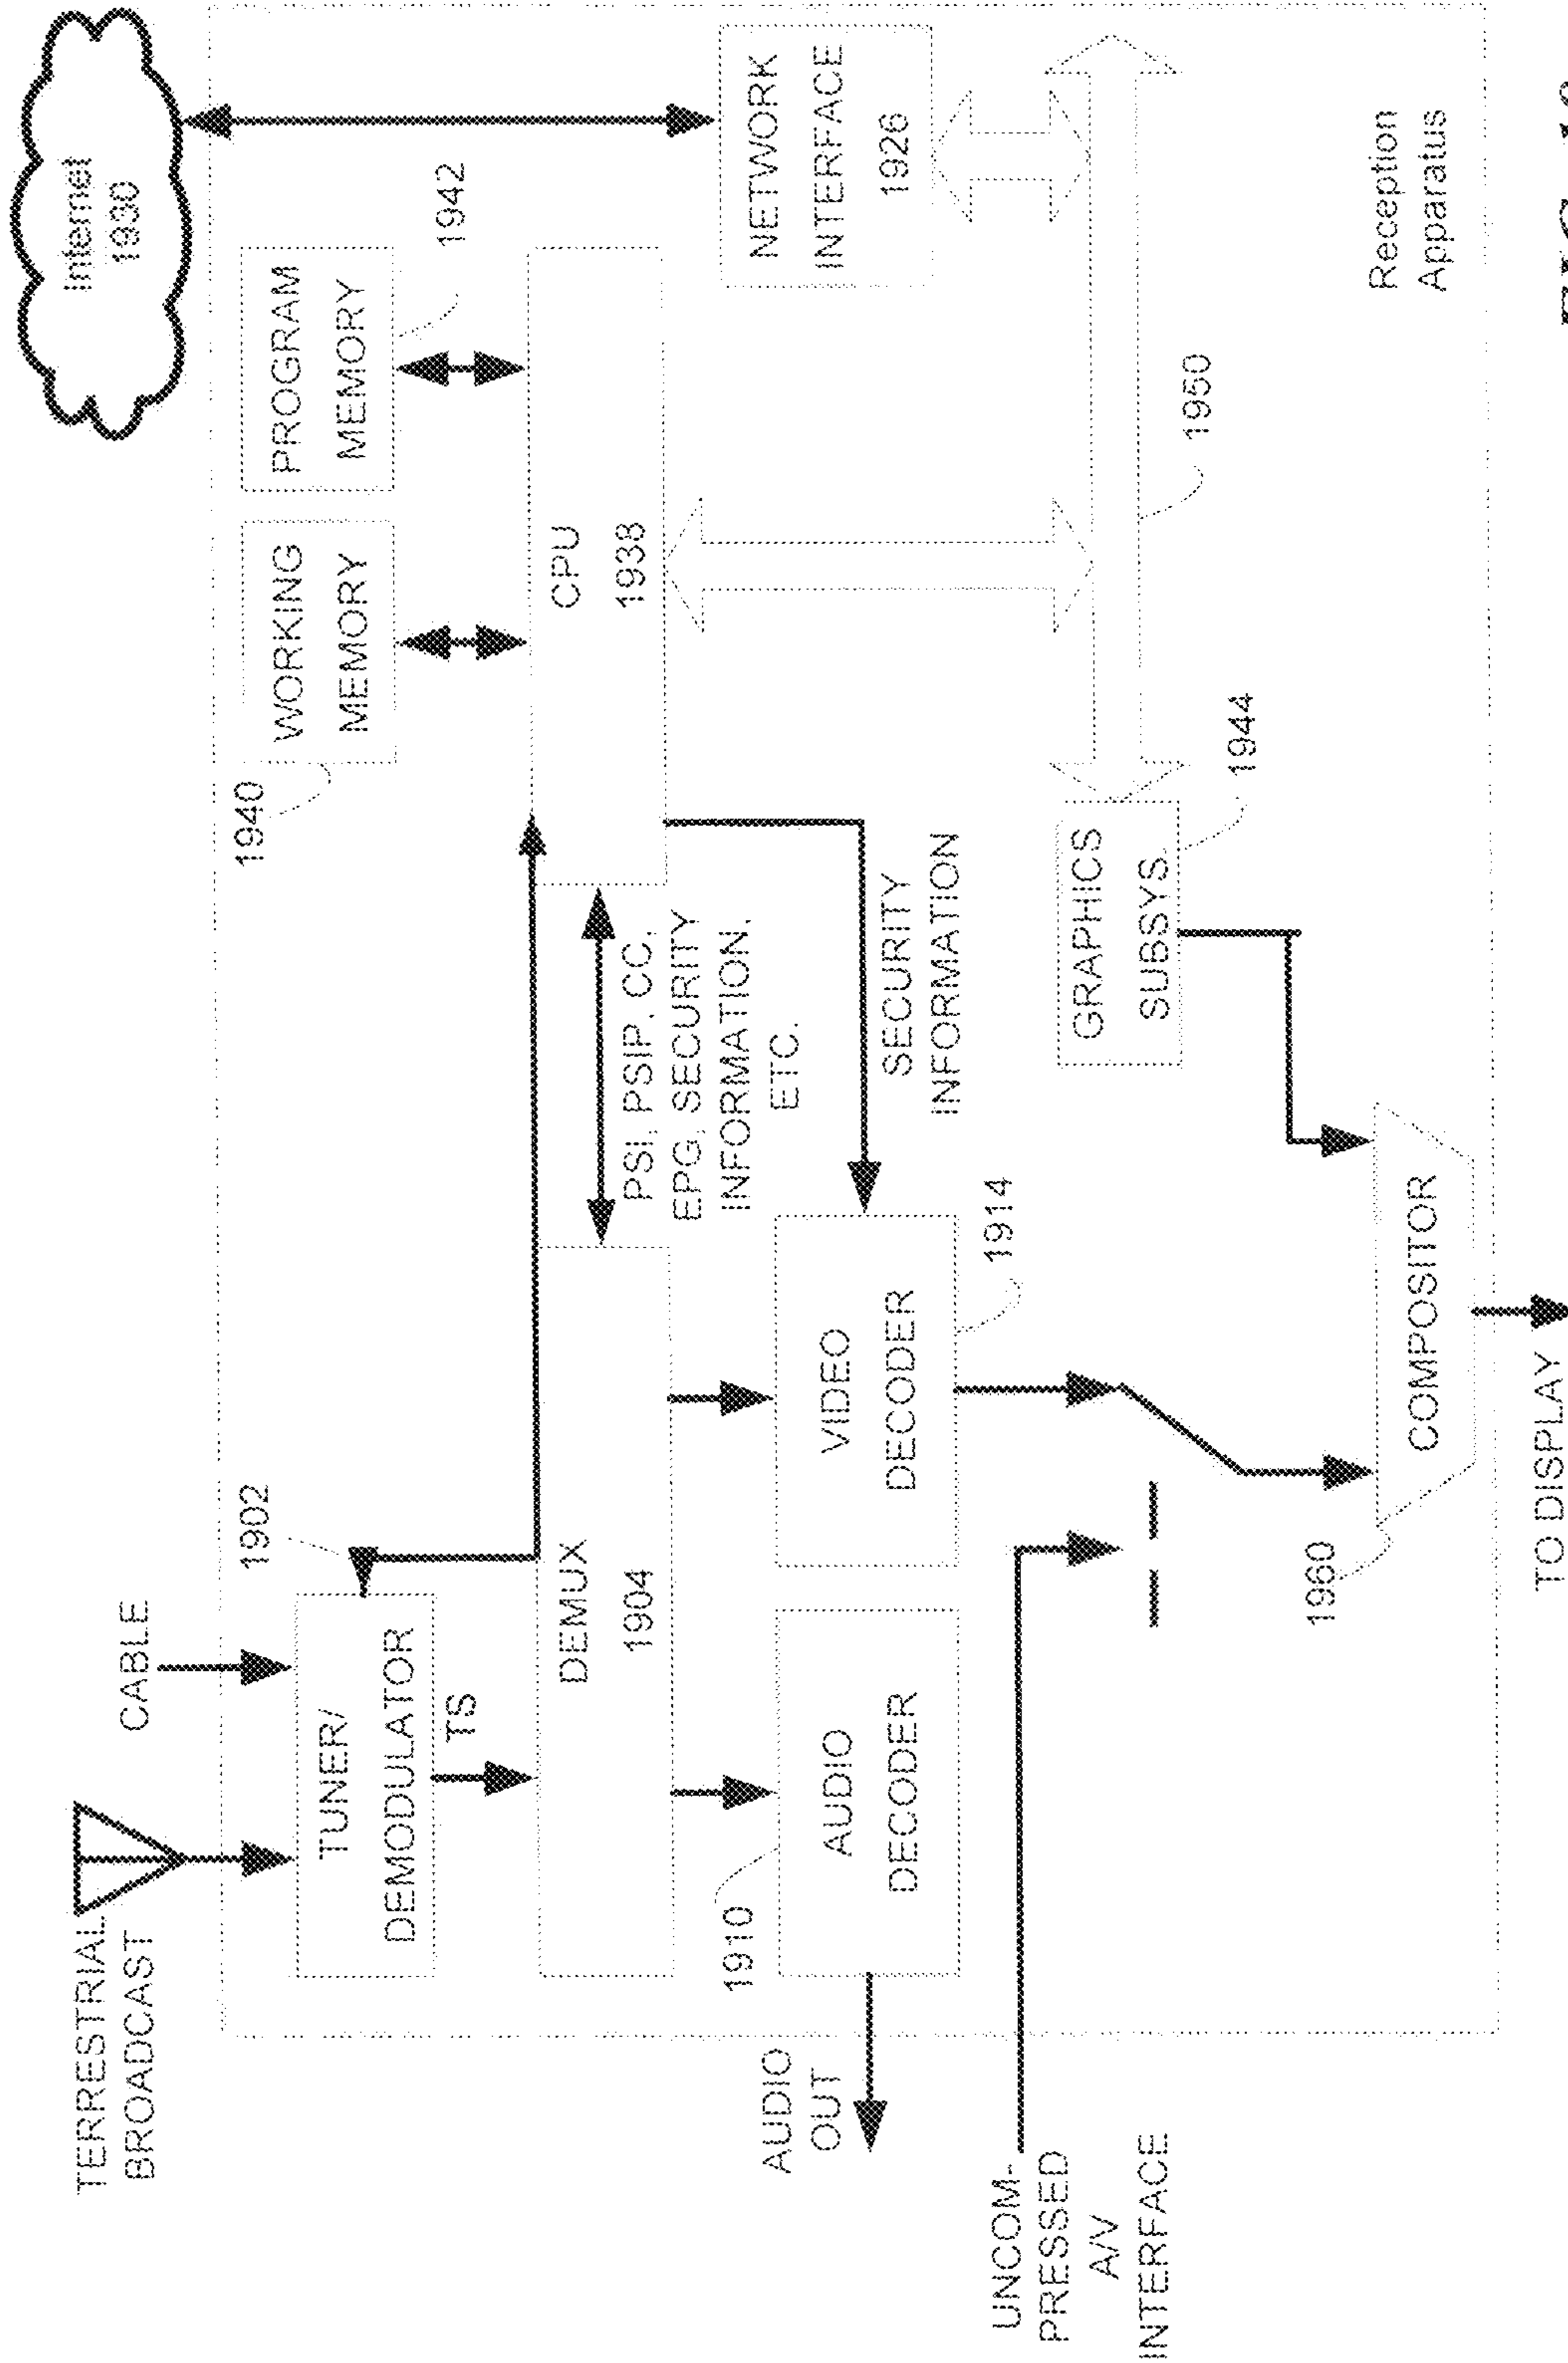 TERRESTRIAL
BROADCAST
CABLE
Internet
1930
1902
1940
TUNER/
DEMODULATOR
WORKING
MEMORY
PROGRAM
MEMORY
1942
TS
DEMUX
1904
CPU
1938
PSI, PSIP, CC,
EPG, SECURITY
INFORMATION,
ETC.
1910
NETWORK
INTERFACE
1926
AUDIO
OUT
AUDIO
DECODER
VIDEO
DECODER
SECURITY
INFORMATION
1914
UNCOM-
PRESSED
A/V
INTERFACE
GRAPHICS
SUBSYS.
1944
1950
1960
COMPOSITOR
Reception
Apparatus
TO DISPLAY